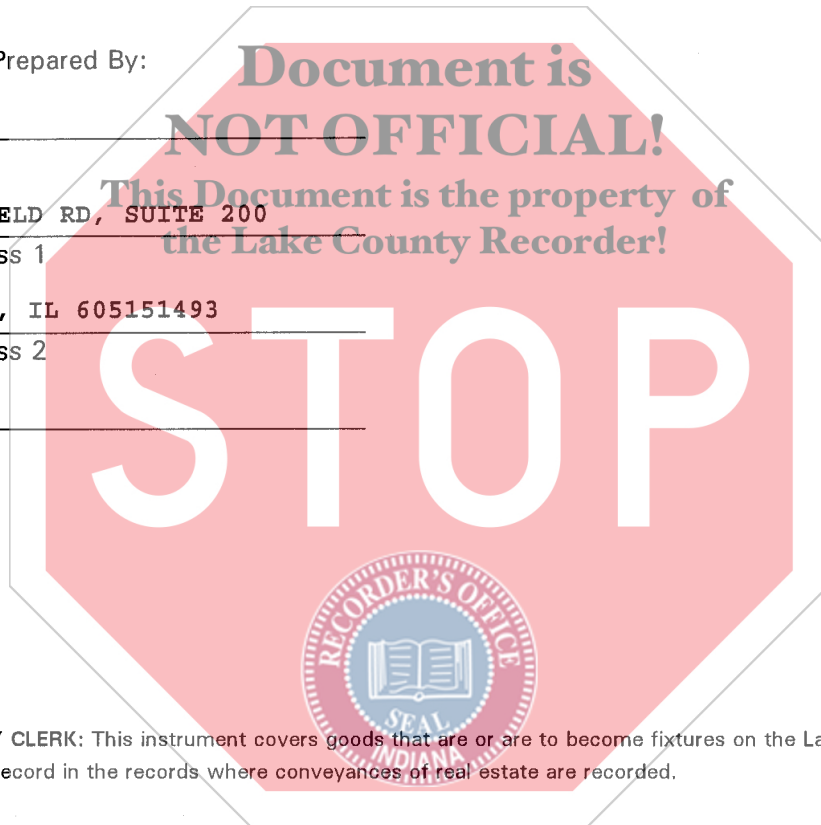 Prepared By:
Document is
NOT OFFICIAL!
This Document is the property of
the Lake County Recorder!
ELD RD, SUITE 200
ss 1
, IL 605151493
ss 2
STOP
RECORDER'S OFFICE
SEAL
INDIANA
CLERK: This instrument covers goods that are or are to become fixtures on the La
ecord in the records where conveyances of real estate are recorded.